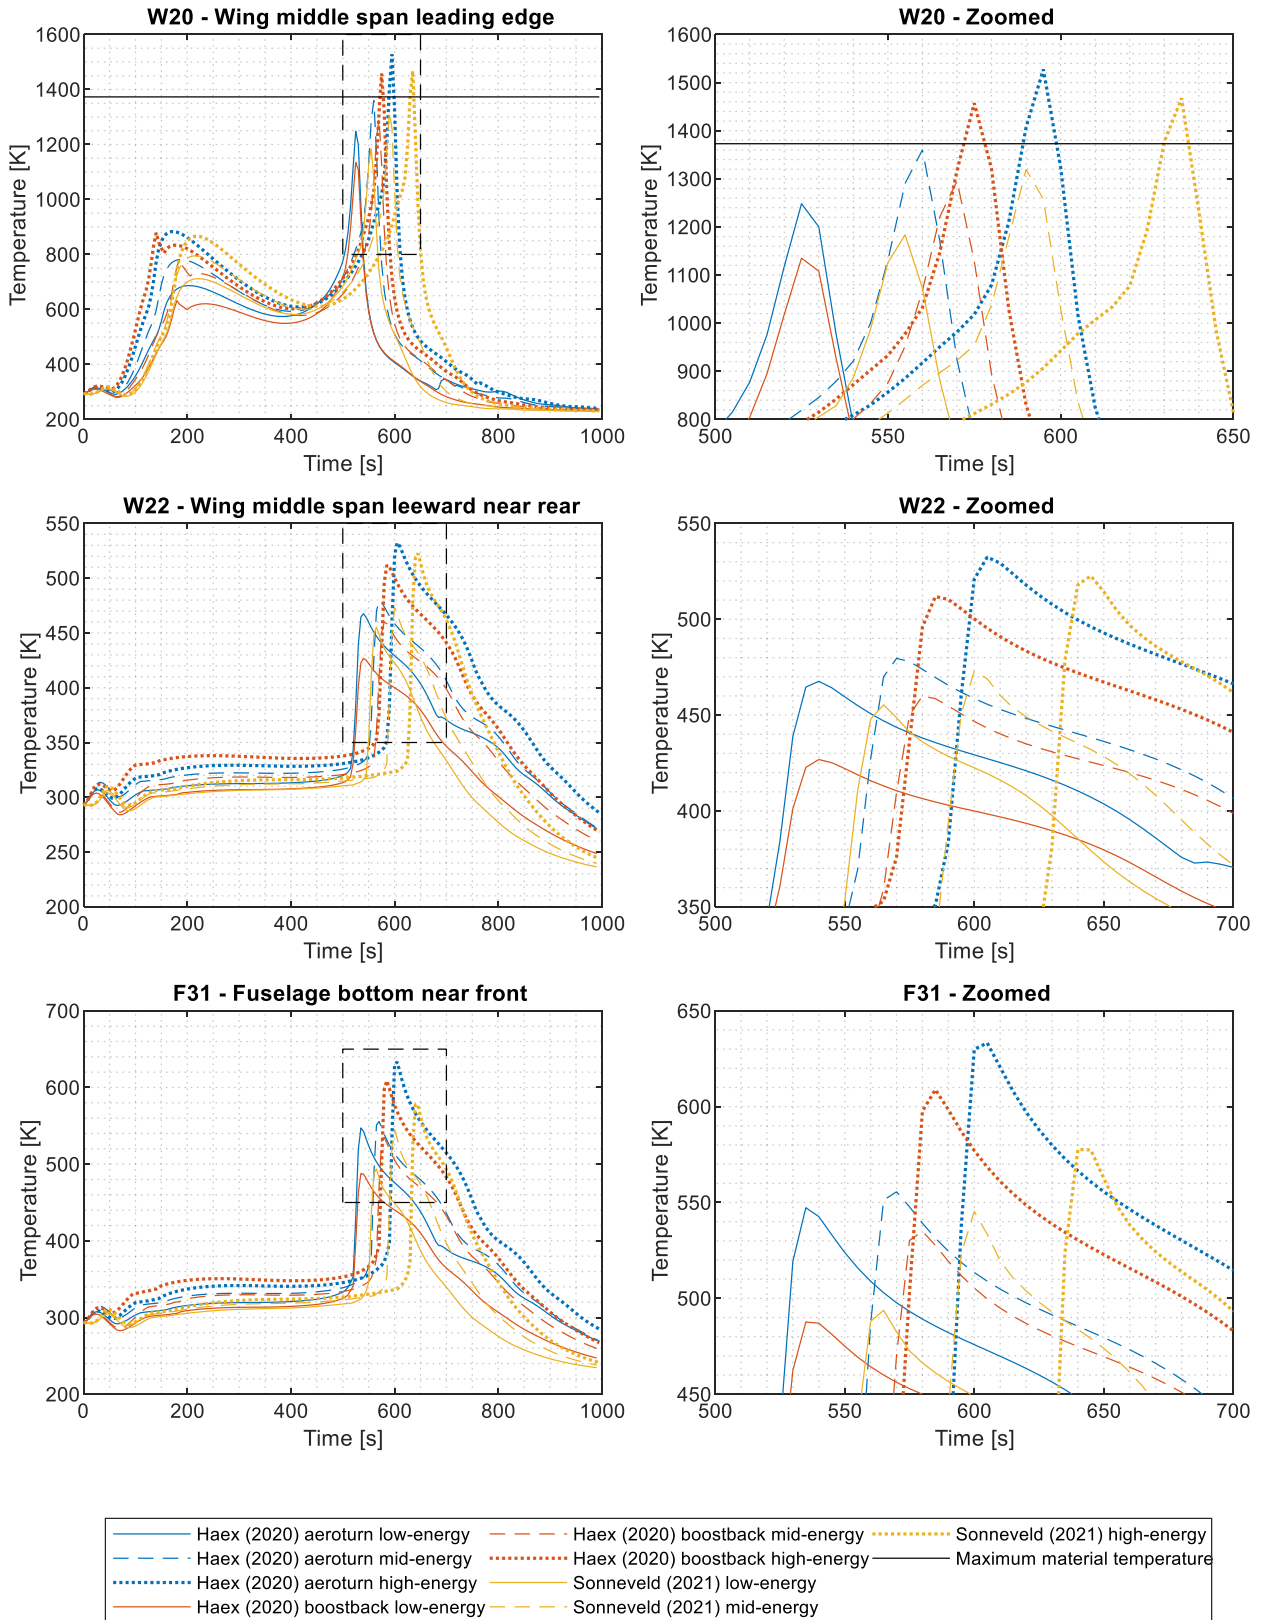 W20 - Wing middle span leading edge
1600
1400
1200
1000
800
600
400
200
Temperature [K]
0 200 400 600 800 1000
Time [s]
W20 - Zoomed
1600
1500
1400
1300
1200
1100
1000
900
800
Temperature [K]
500 550 600 650
Time [s]
W22 - Wing middle span leeward near rear
550
500
450
400
350
300
250
200
Temperature [K]
0 200 400 600 800 1000
Time [s]
W22 - Zoomed
550
500
450
400
350
Temperature [K]
500 550 600 650 700
Time [s]
F31 - Fuselage bottom near front
700
600
500
400
300
200
Temperature [K]
0 200 400 600 800 1000
Time [s]
F31 - Zoomed
650
600
550
500
450
Temperature [K]
500 550 600 650 700
Time [s]
Haex (2020) aeroturn low-energy
Haex (2020) aeroturn mid-energy
Haex (2020) aeroturn high-energy
Haex (2020) boostback low-energy
Haex (2020) boostback mid-energy
Haex (2020) boostback high-energy
Sonneveld (2021) low-energy
Sonneveld (2021) mid-energy
Sonneveld (2021) high-energy
Maximum material temperature